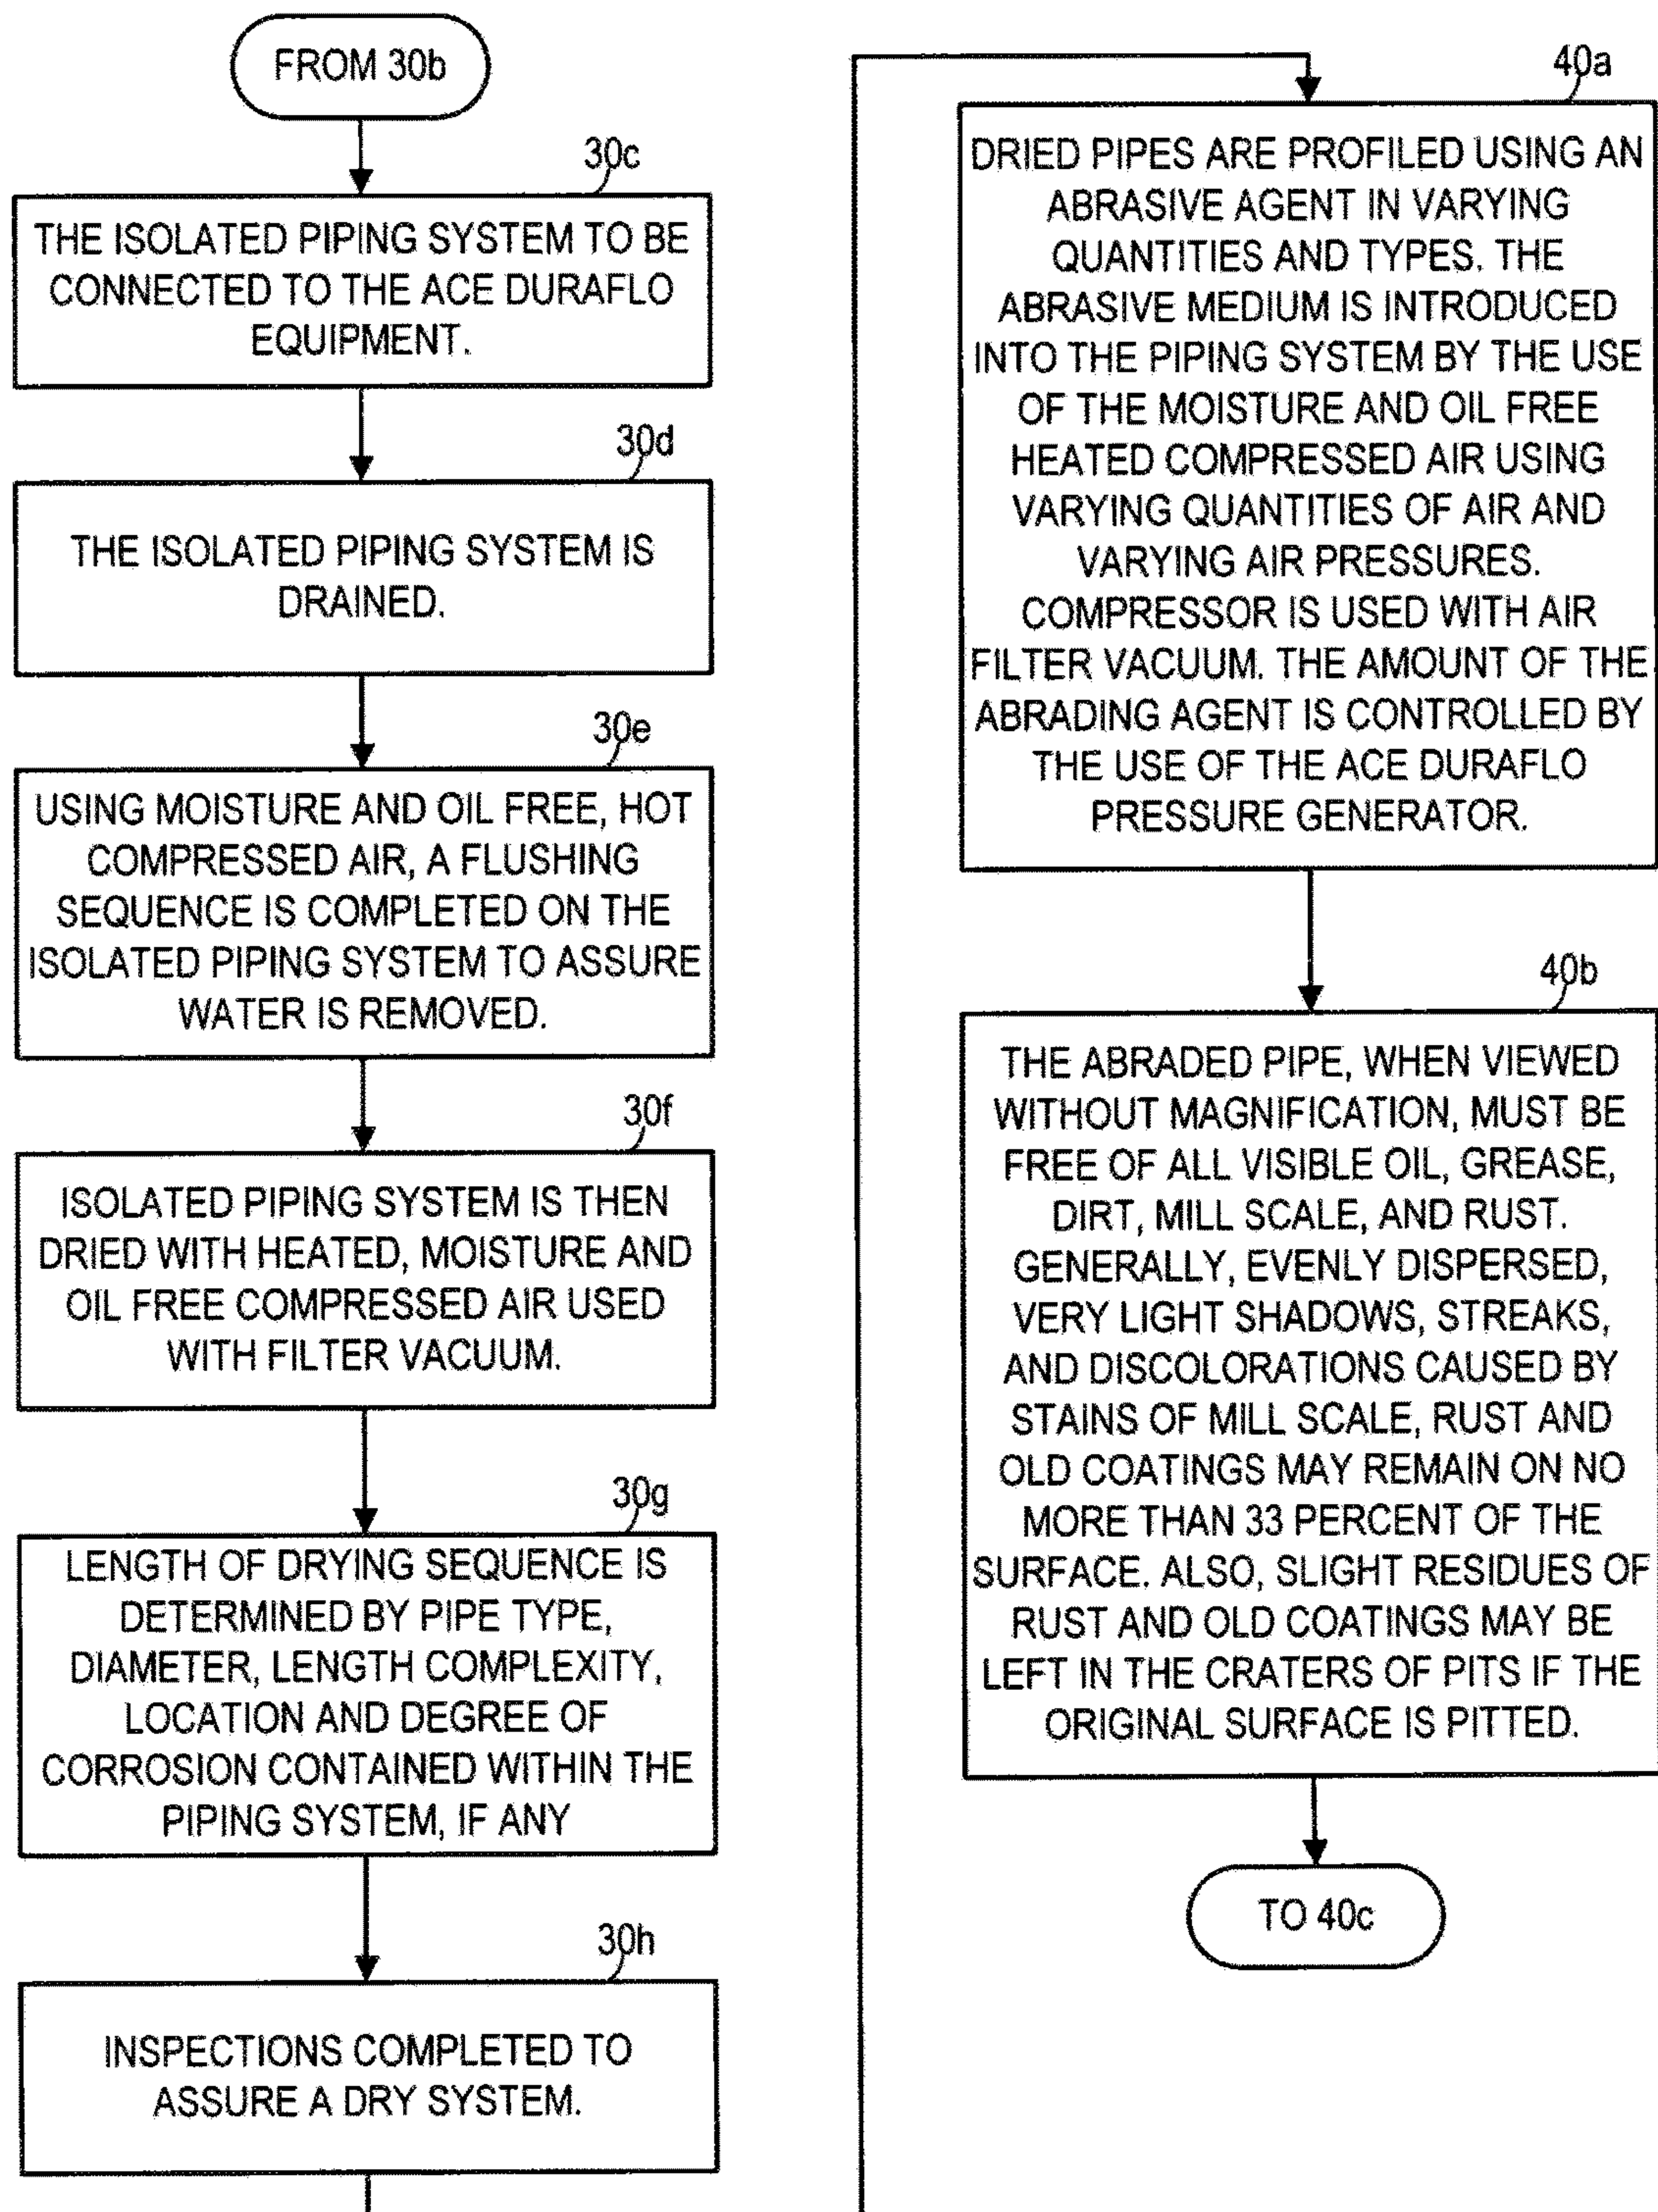 FROM 30b
30c
THE ISOLATED PIPING SYSTEM TO BE
CONNECTED TO THE ACE DURAFLO
EQUIPMENT.
30d
THE ISOLATED PIPING SYSTEM IS
DRAINED.
30e
USING MOISTURE AND OIL FREE, HOT
COMPRESSED AIR, A FLUSHING
SEQUENCE IS COMPLETED ON THE
ISOLATED PIPING SYSTEM TO ASSURE
WATER IS REMOVED.
30f
ISOLATED PIPING SYSTEM IS THEN
DRIED WITH HEATED, MOISTURE AND
OIL FREE COMPRESSED AIR USED
WITH FILTER VACUUM.
30g
LENGTH OF DRYING SEQUENCE IS
DETERMINED BY PIPE TYPE,
DIAMETER, LENGTH COMPLEXITY,
LOCATION AND DEGREE OF
CORROSION CONTAINED WITHIN THE
PIPING SYSTEM, IF ANY
30h
INSPECTIONS COMPLETED TO
ASSURE A DRY SYSTEM.
40a
DRIED PIPES ARE PROFILED USING AN
ABRASIVE AGENT IN VARYING
QUANTITIES AND TYPES. THE
ABRASIVE MEDIUM IS INTRODUCED
INTO THE PIPING SYSTEM BY THE USE
OF THE MOISTURE AND OIL FREE
HEATED COMPRESSED AIR USING
VARYING QUANTITIES OF AIR AND
VARYING AIR PRESSURES.
COMPRESSOR IS USED WITH AIR
FILTER VACUUM. THE AMOUNT OF THE
ABRADING AGENT IS CONTROLLED BY
THE USE OF THE ACE DURAFLO
PRESSURE GENERATOR.
40b
THE ABRADED PIPE, WHEN VIEWED
WITHOUT MAGNIFICATION, MUST BE
FREE OF ALL VISIBLE OIL, GREASE,
DIRT, MILL SCALE, AND RUST.
GENERALLY, EVENLY DISPERSED,
VERY LIGHT SHADOWS, STREAKS,
AND DISCOLORATIONS CAUSED BY
STAINS OF MILL SCALE, RUST AND
OLD COATINGS MAY REMAIN ON NO
MORE THAN 33 PERCENT OF THE
SURFACE. ALSO, SLIGHT RESIDUES OF
RUST AND OLD COATINGS MAY BE
LEFT IN THE CRATERS OF PITS IF THE
ORIGINAL SURFACE IS PITTED.
TO 40c